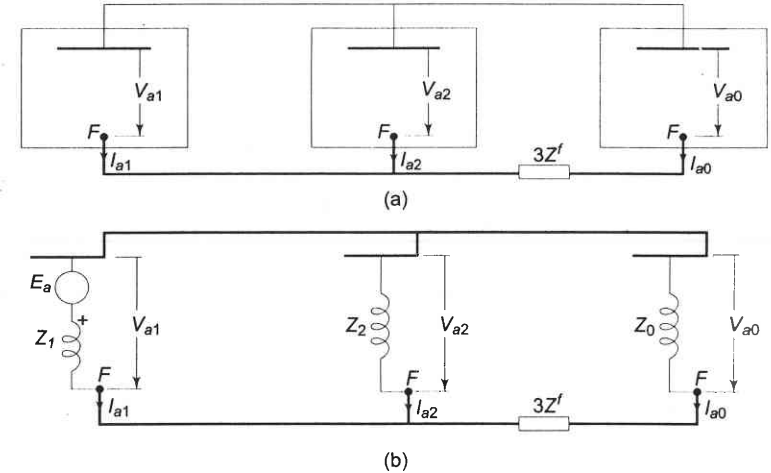 V_a1 V_a2 V_a0
F F F
I_a1 I_a2 3Z^f I_a0
(a)
E_a
+
Z_1 V_a1 Z_2 V_a2 Z_0 V_a0
F F F
I_a1 I_a2 3Z^f I_a0
(b)